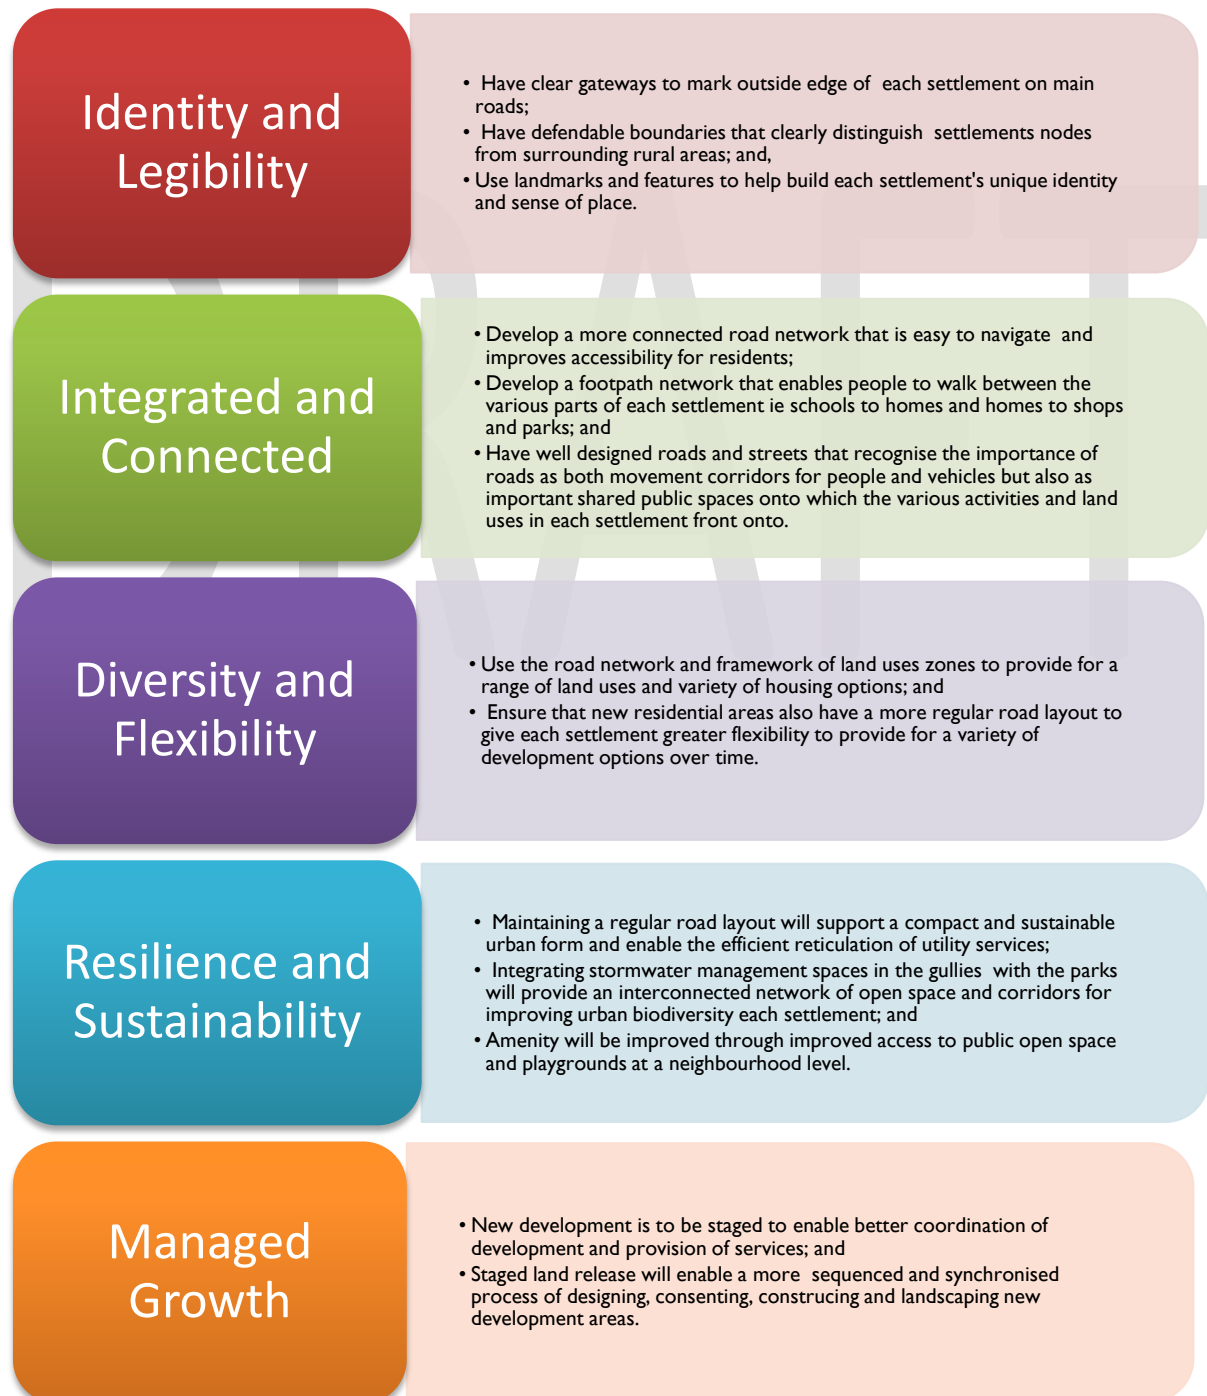 Identity and
Legibility
• Have clear gateways to mark outside edge of each settlement on main
roads;
• Have defendable boundaries that clearly distinguish settlements nodes
from surrounding rural areas; and,
• Use landmarks and features to help build each settlement's unique identity
and sense of place.
Integrated and
Connected
• Develop a more connected road network that is easy to navigate and
improves accessibility for residents;
• Develop a footpath network that enables people to walk between the
various parts of each settlement ie schools to homes and homes to shops
and parks; and
• Have well designed roads and streets that recognise the importance of
roads as both movement corridors for people and vehicles but also as
important shared public spaces onto which the various activities and land
uses in each settlement front onto.
Diversity and
Flexibility
• Use the road network and framework of land uses zones to provide for a
range of land uses and variety of housing options; and
• Ensure that new residential areas also have a more regular road layout to
give each settlement greater flexibility to provide for a variety of
development options over time.
Resilience and
Sustainability
• Maintaining a regular road layout will support a compact and sustainable
urban form and enable the efficient reticulation of utility services;
• Integrating stormwater management spaces in the gullies with the parks
will provide an interconnected network of open space and corridors for
improving urban biodiversity each settlement; and
• Amenity will be improved through improved access to public open space
and playgrounds at a neighbourhood level.
Managed
Growth
• New development is to be staged to enable better coordination of
development and provision of services; and
• Staged land release will enable a more sequenced and synchronised
process of designing, consenting, construcing and landscaping new
development areas.
DRAFT